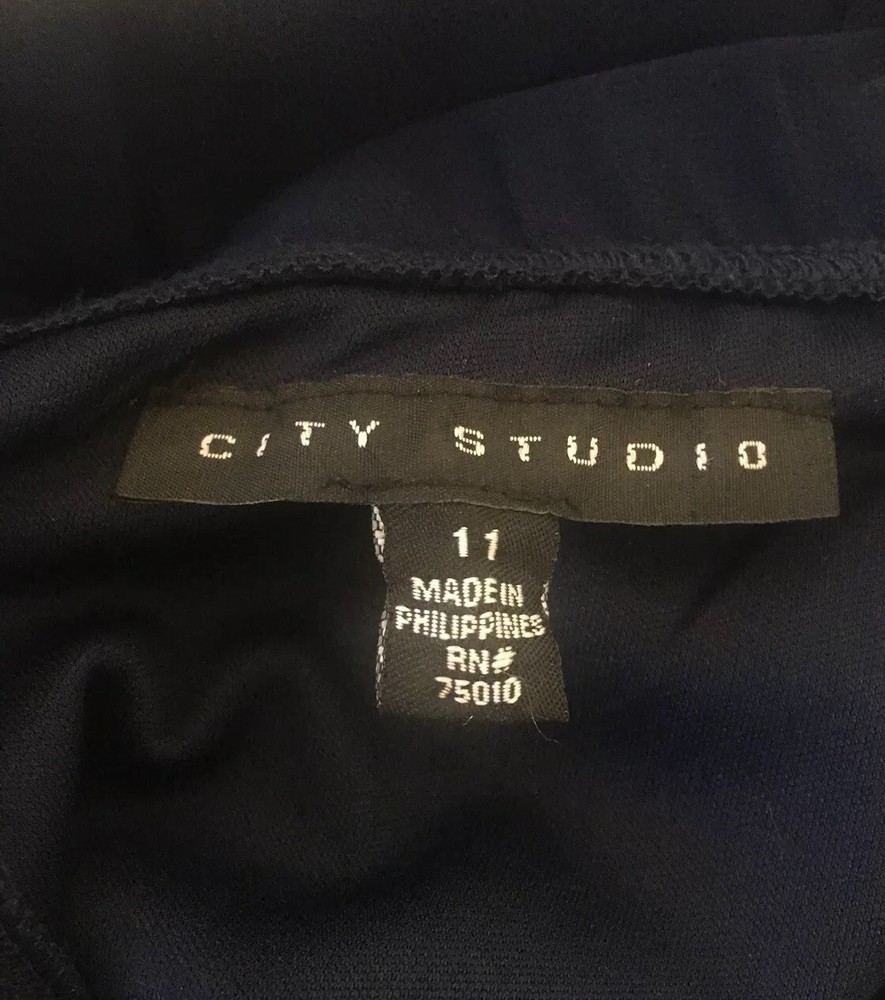 CITY STUDIO
11
MADE IN
PHILIPPINES
RN#
75010